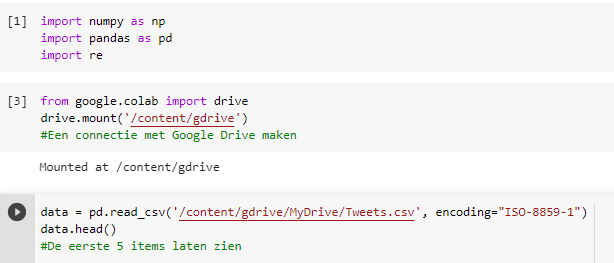 [1] import numpy as np
import pandas as pd
import re
[3] from google.colab import drive
drive.mount('/content/gdrive')
#Een connectie met Google Drive maken
Mounted at /content/gdrive
data = pd.read_csv('/content/gdrive/MyDrive/Tweets.csv', encoding="ISO-8859-1")
data.head()
#De eerste 5 items laten zien